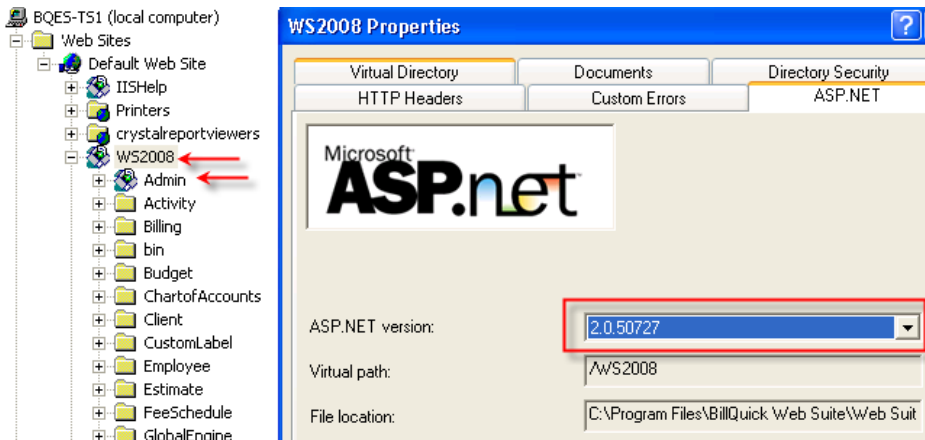 BQES-TS1 (local computer)
Web Sites
Default Web Site
IISHelp
Printers
crystalreportviewers
WS2008
Admin
Activity
Billing
bin
Budget
ChartofAccounts
Client
CustomLabel
Employee
Estimate
FeeSchedule
GlobalEngine
WS2008 Properties
?
Virtual Directory
Documents
Directory Security
HTTP Headers
Custom Errors
ASP.NET
Microsoft
ASP.net
ASP.NET version:
2.0.50727
Virtual path:
/WS2008
File location:
C:\Program Files\BillQuick Web Suite\Web Suit